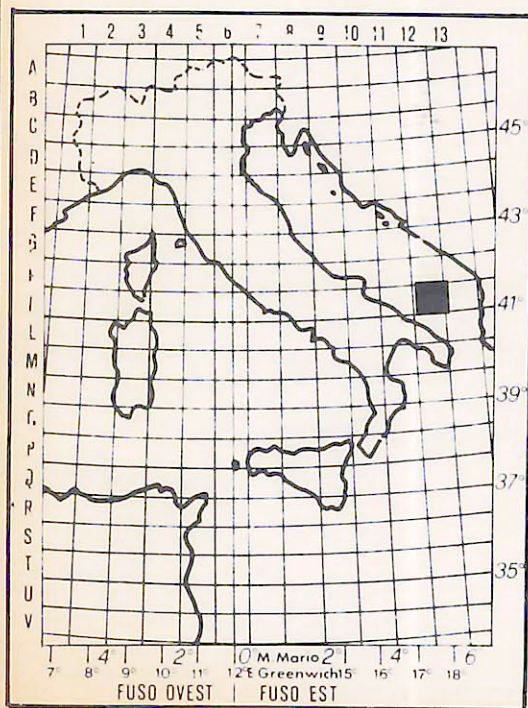 1 2 3 4 5 6 7 8 9 10 11 12 13
A
B
C
D
E
F
G
H
I
L
M
N
O
P
Q
R
S
T
U
V
45°
43°
41°
39°
37°
35°
4° 2° 0° M. Mario 2° 4° 6
7° 8° 9° 10° 11° 12° E Greenwich 15° 16° 17° 18°
FUSO OVEST FUSO EST